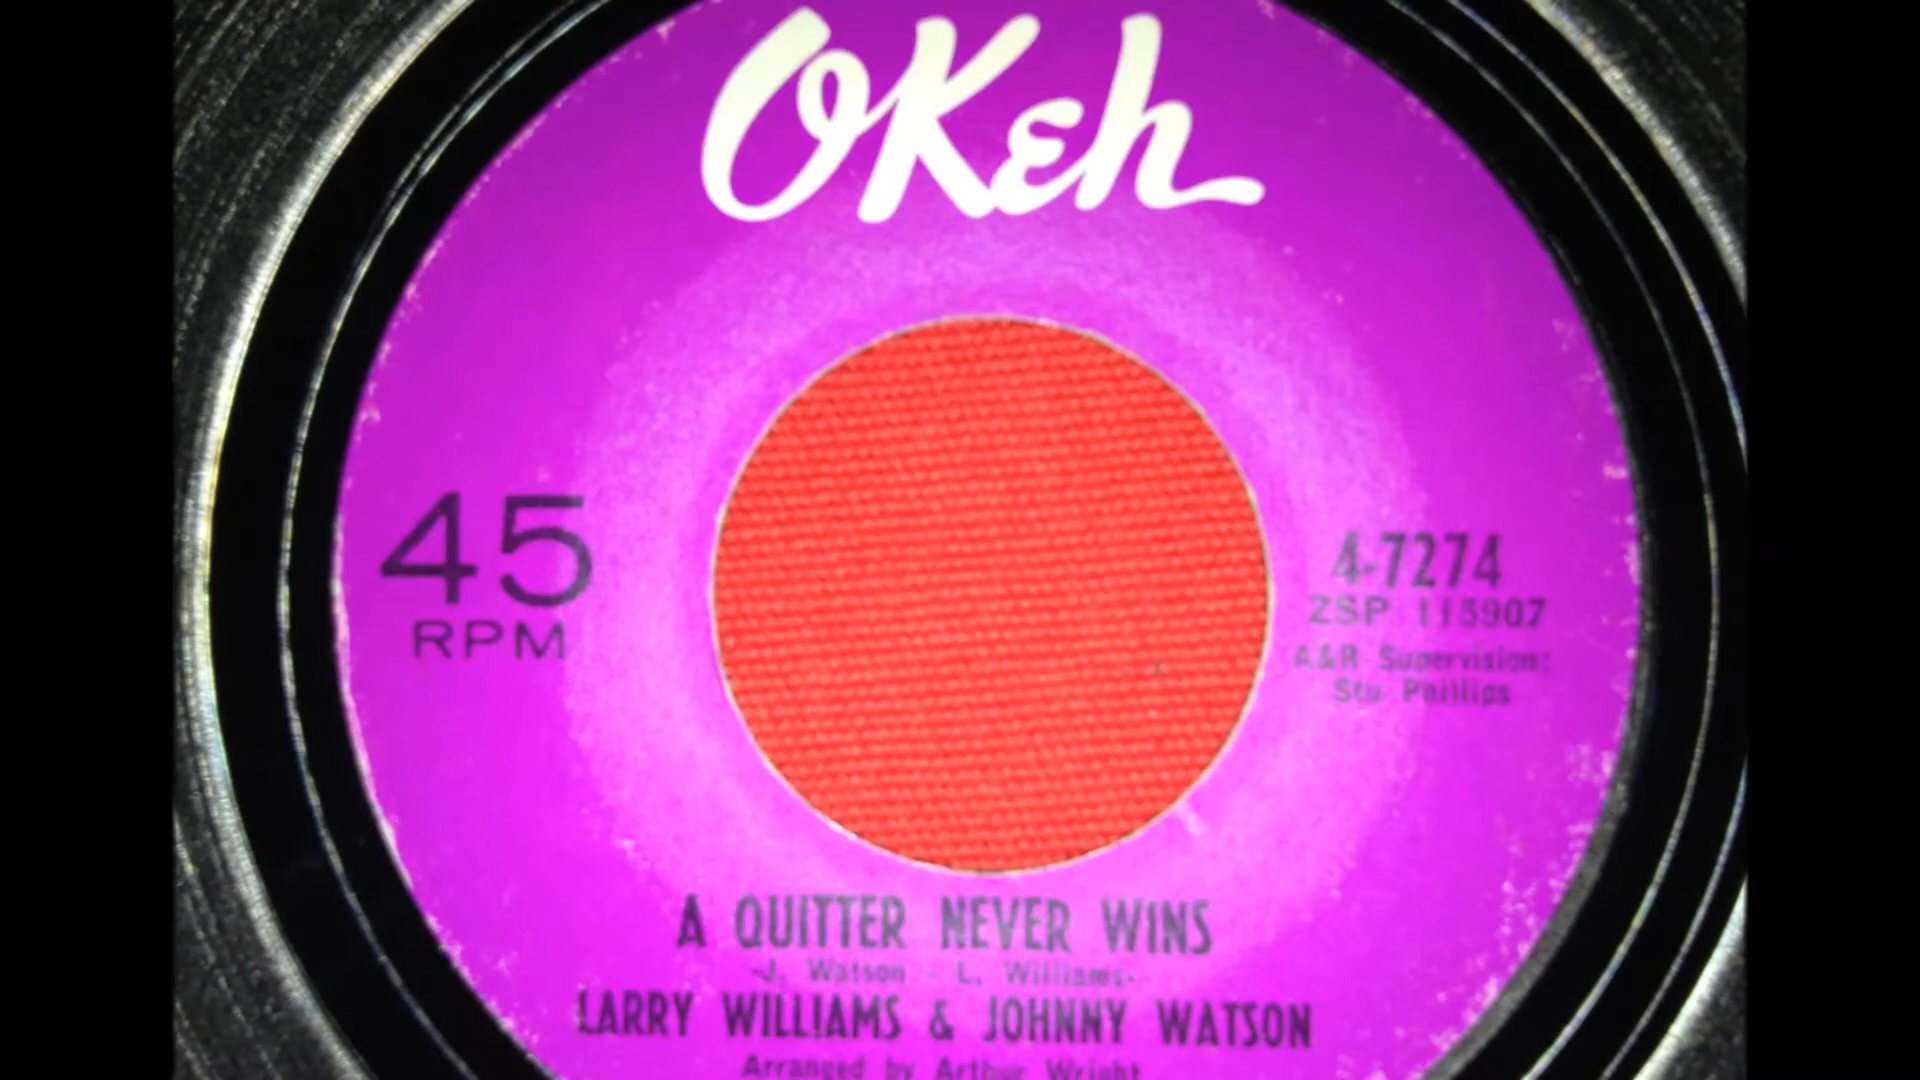 OKeh
45
RPM
4-7274
ZSP 115907
A&R Supervision:
Stu Phillips
A QUITTER NEVER WINS
-J. Watson - L. Williams-
LARRY WILLIAMS & JOHNNY WATSON
Arranged by Arthur Wright